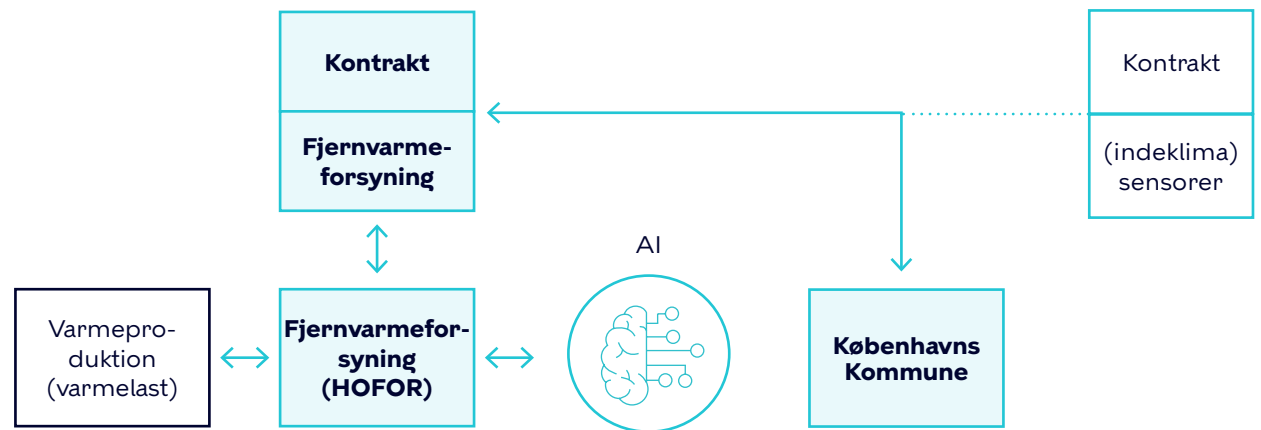 Kontrakt
Fjernvarme-
forsyning
Kontrakt
(indeklima)
sensorer
AI
Varmepro-
duktion
(varmelast)
Fjernvarmefor-
syning
(HOFOR)
Københavns
Kommune